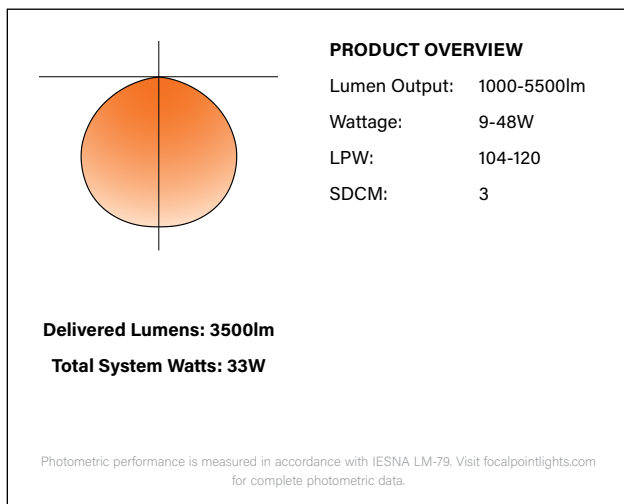 PRODUCT OVERVIEW
Lumen Output: 1000-5500lm
Wattage: 9-48W
LPW: 104-120
SDCM: 3
Delivered Lumens: 3500lm
Total System Watts: 33W
Photometric performance is measured in accordance with IESNA LM-79. Visit focalpointlights.com
for complete photometric data.